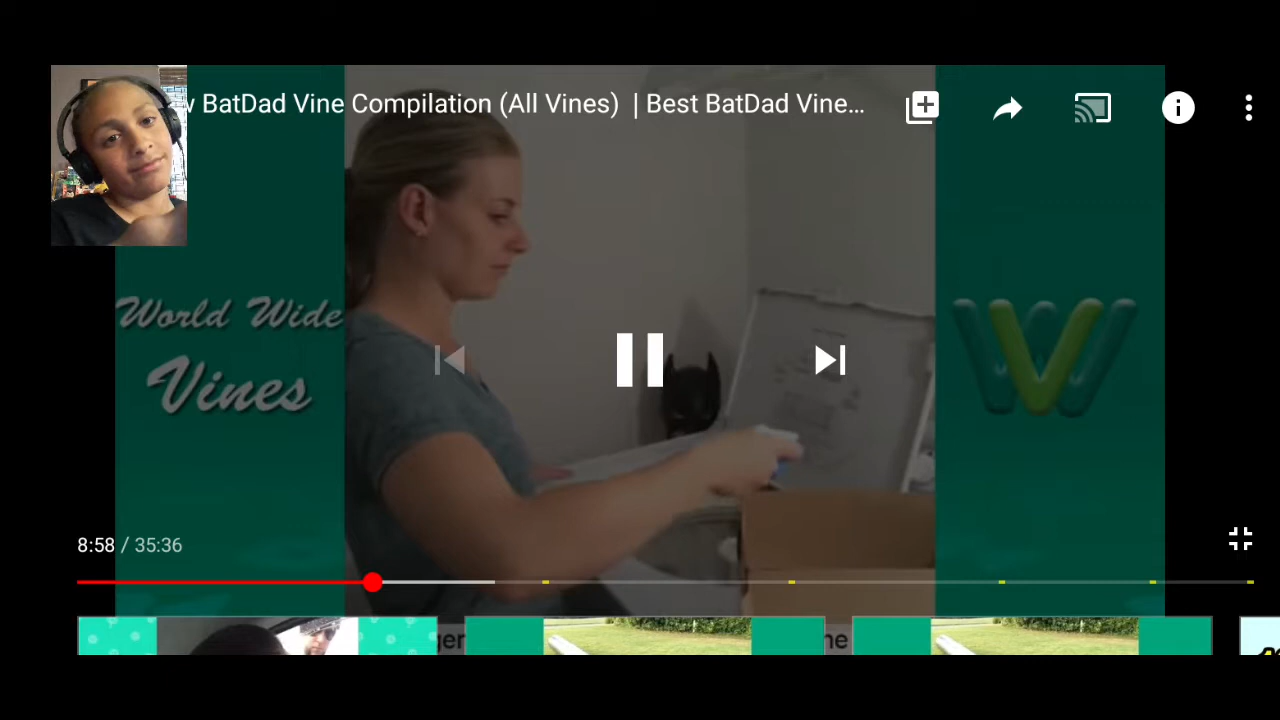 w BatDad Vine Compilation (All Vines) | Best BatDad Vine...
World Wide
Vines
8:58 / 35:36